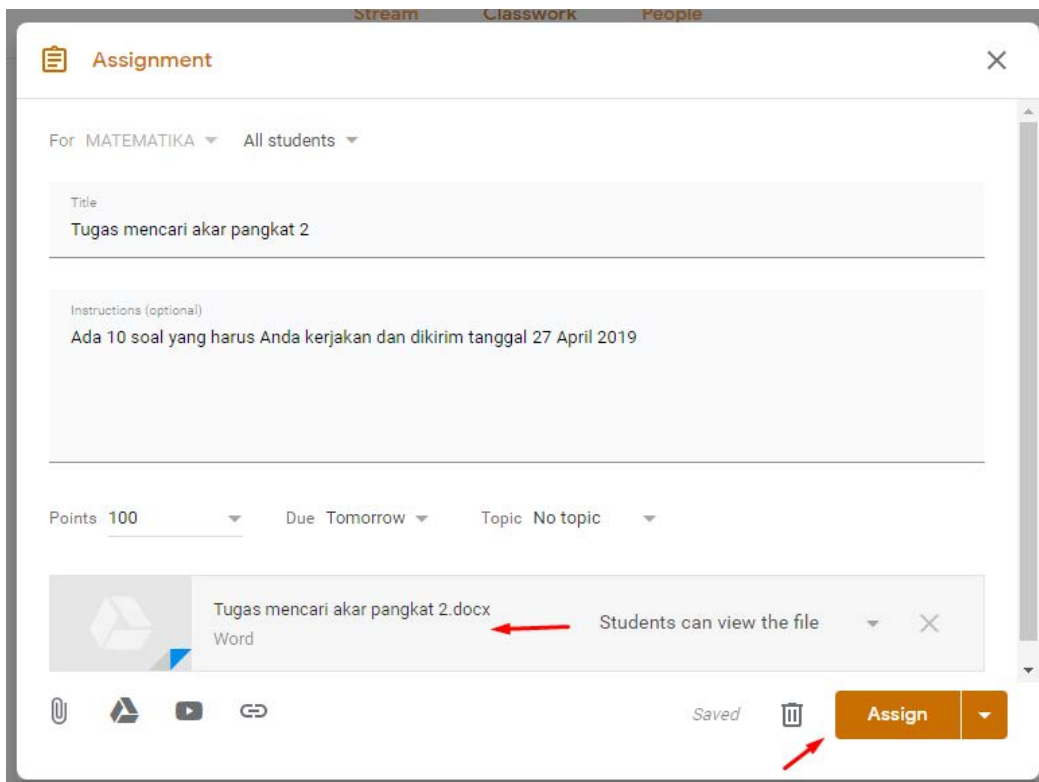 Stream Classwork People
Assignment
For MATEMATIKA All students
Title
Tugas mencari akar pangkat 2
Instructions (optional)
Ada 10 soal yang harus Anda kerjakan dan dikirim tanggal 27 April 2019
Points 100 Due Tomorrow Topic No topic
Tugas mencari akar pangkat 2.docx
Students can view the file
Word
Saved Assign